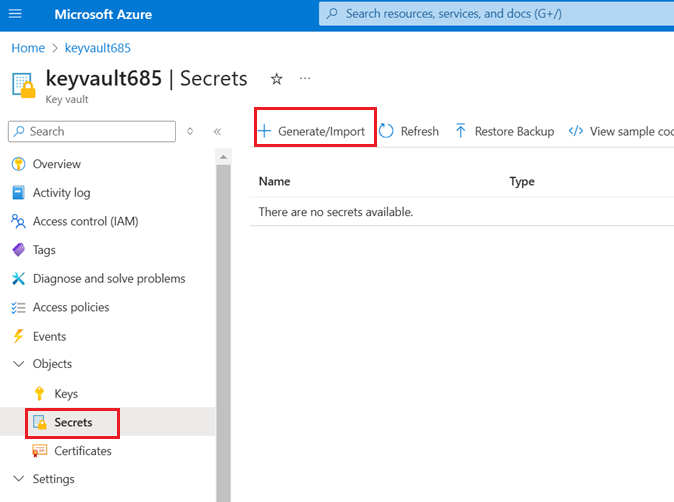 Microsoft Azure
Search resources, services, and docs (G+/)
Home > keyvault685
keyvault685 | Secrets
Key vault
Search
Generate/Import Refresh Restore Backup View sample cod
Overview
Activity log
Access control (IAM)
Tags
Diagnose and solve problems
Access policies
Events
Objects
Keys
Secrets
Certificates
Settings
Name Type
There are no secrets available.